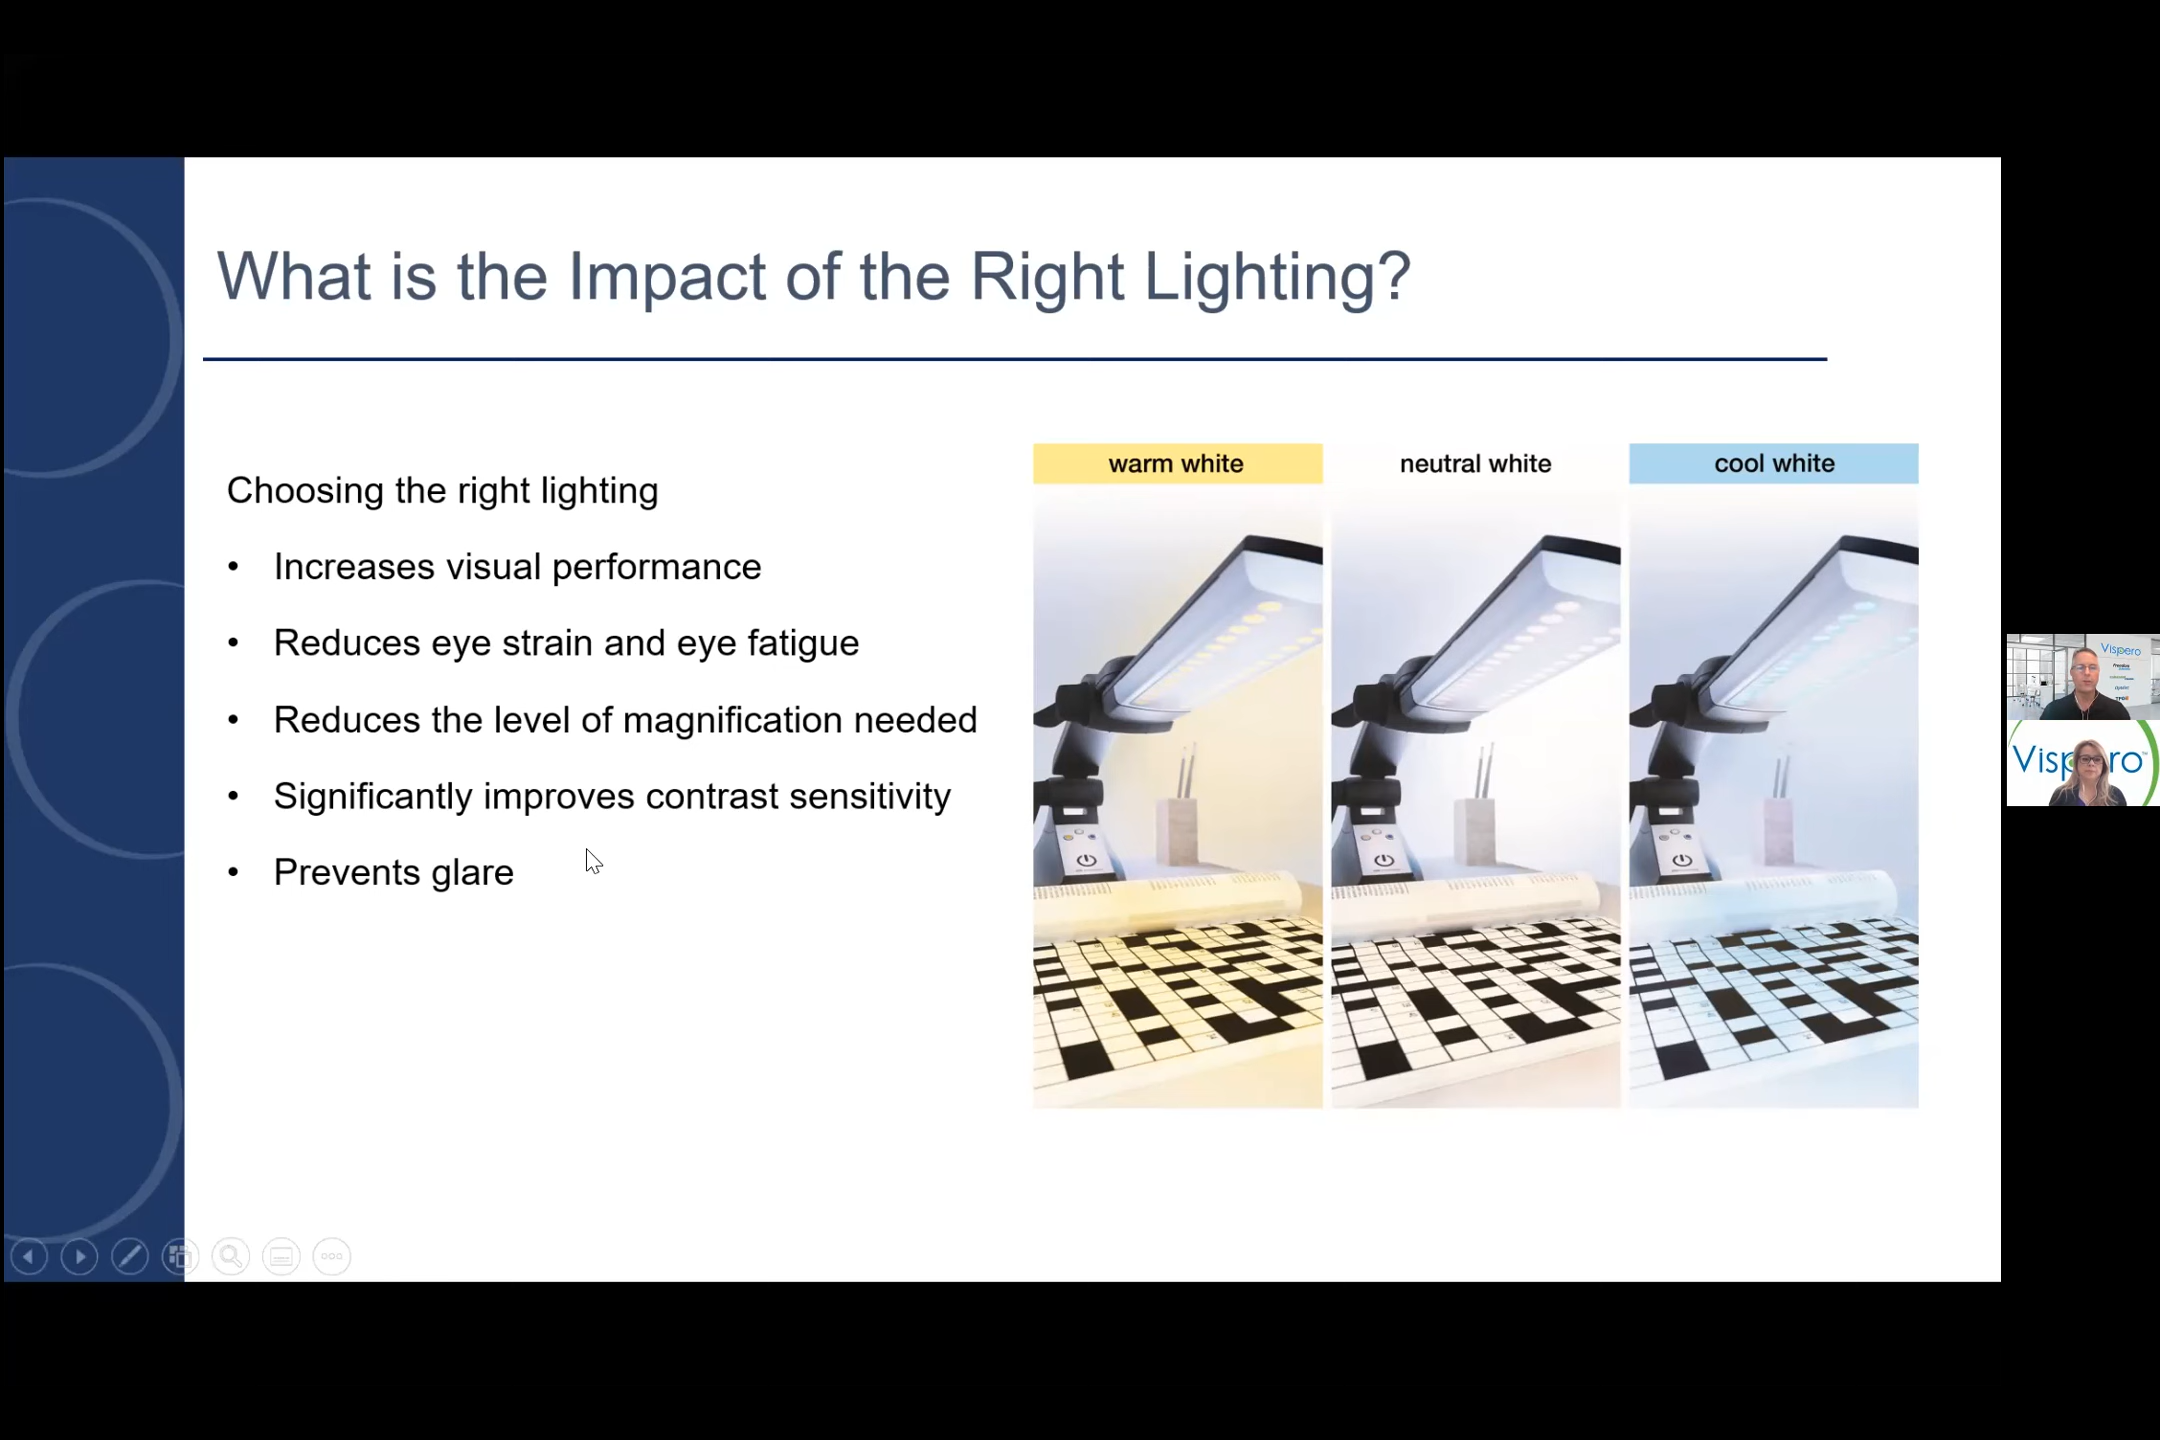 What is the Impact of the Right Lighting?
Choosing the right lighting
• Increases visual performance
• Reduces eye strain and eye fatigue
• Reduces the level of magnification needed
• Significantly improves contrast sensitivity
• Prevents glare
warm white
neutral white
cool white
Vispero
Vispero